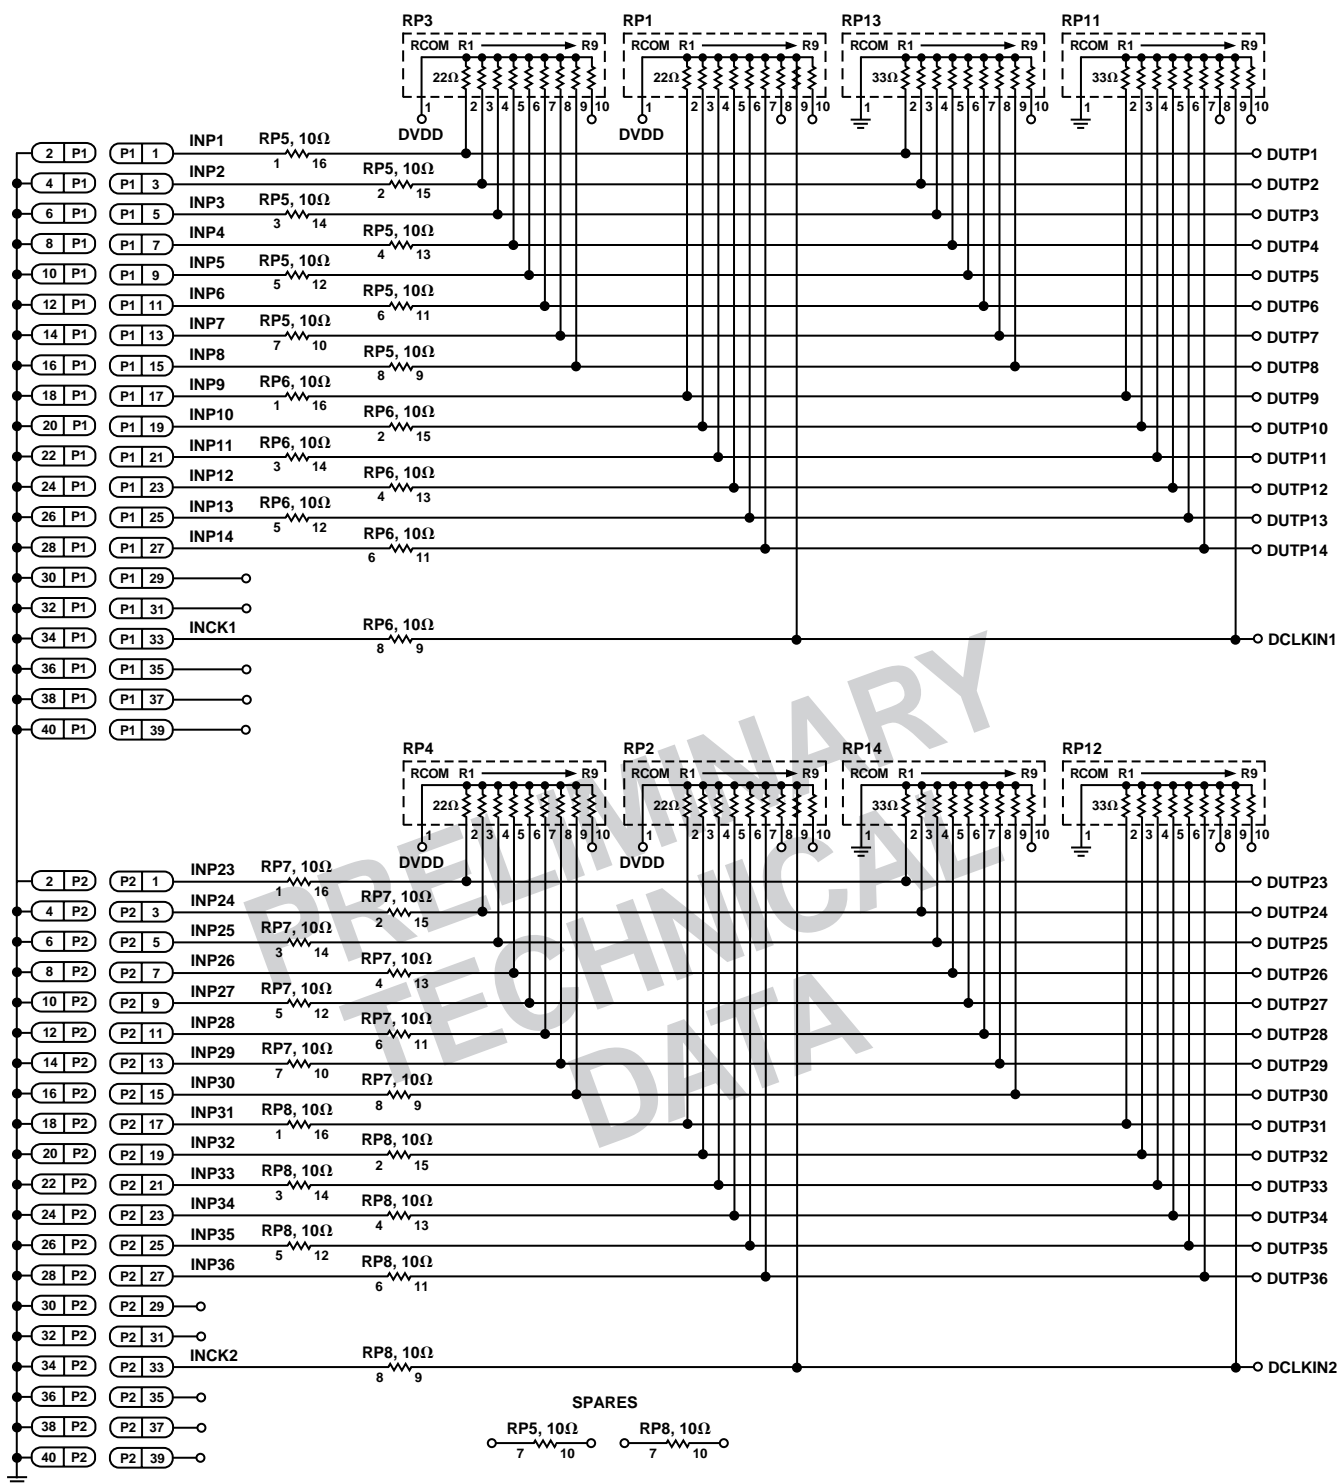 RP3 RP1 RP13 RP11
RCOM R1 R9 RCOM R1 R9 RCOM R1 R9 RCOM R1 R9
22Ω 22Ω 33Ω 33Ω
1 2 3 4 5 6 7 8 9 10 1 2 3 4 5 6 7 8 9 10 1 2 3 4 5 6 7 8 9 10 1 2 3 4 5 6 7 8 9 10
DVDD DVDD
2 P1 P1 1 INP1 RP5, 10Ω 1 16 DUTP1
4 P1 P1 3 INP2 RP5, 10Ω 2 15 DUTP2
6 P1 P1 5 INP3 RP5, 10Ω 3 14 DUTP3
8 P1 P1 7 INP4 RP5, 10Ω 4 13 DUTP4
10 P1 P1 9 INP5 RP5, 10Ω 5 12 DUTP5
12 P1 P1 11 INP6 RP5, 10Ω 6 11 DUTP6
14 P1 P1 13 INP7 RP5, 10Ω 7 10 DUTP7
16 P1 P1 15 INP8 RP5, 10Ω 8 9 DUTP8
18 P1 P1 17 INP9 RP6, 10Ω 1 16 DUTP9
20 P1 P1 19 INP10 RP6, 10Ω 2 15 DUTP10
22 P1 P1 21 INP11 RP6, 10Ω 3 14 DUTP11
24 P1 P1 23 INP12 RP6, 10Ω 4 13 DUTP12
26 P1 P1 25 INP13 RP6, 10Ω 5 12 DUTP13
28 P1 P1 27 INP14 RP6, 10Ω 6 11 DUTP14
30 P1 P1 29
32 P1 P1 31
34 P1 P1 33 INCK1 RP6, 10Ω 8 9 DCLKIN1
36 P1 P1 35
38 P1 P1 37
40 P1 P1 39
PRELIMINARY
TECHNICAL
DATA
RP4 RP2 RP14 RP12
RCOM R1 R9 RCOM R1 R9 RCOM R1 R9 RCOM R1 R9
22Ω 22Ω 33Ω 33Ω
1 2 3 4 5 6 7 8 9 10 1 2 3 4 5 6 7 8 9 10 1 2 3 4 5 6 7 8 9 10 1 2 3 4 5 6 7 8 9 10
DVDD DVDD
2 P2 P2 1 INP23 RP7, 10Ω 1 16 DUTP23
4 P2 P2 3 INP24 RP7, 10Ω 2 15 DUTP24
6 P2 P2 5 INP25 RP7, 10Ω 3 14 DUTP25
8 P2 P2 7 INP26 RP7, 10Ω 4 13 DUTP26
10 P2 P2 9 INP27 RP7, 10Ω 5 12 DUTP27
12 P2 P2 11 INP28 RP7, 10Ω 6 11 DUTP28
14 P2 P2 13 INP29 RP7, 10Ω 7 10 DUTP29
16 P2 P2 15 INP30 RP7, 10Ω 8 9 DUTP30
18 P2 P2 17 INP31 RP8, 10Ω 1 16 DUTP31
20 P2 P2 19 INP32 RP8, 10Ω 2 15 DUTP32
22 P2 P2 21 INP33 RP8, 10Ω 3 14 DUTP33
24 P2 P2 23 INP34 RP8, 10Ω 4 13 DUTP34
26 P2 P2 25 INP35 RP8, 10Ω 5 12 DUTP35
28 P2 P2 27 INP36 RP8, 10Ω 6 11 DUTP36
30 P2 P2 29
32 P2 P2 31
34 P2 P2 33 INCK2 RP8, 10Ω 8 9 DCLKIN2
36 P2 P2 35
38 P2 P2 37
40 P2 P2 39
SPARES
RP5, 10Ω RP8, 10Ω
7 10 7 10